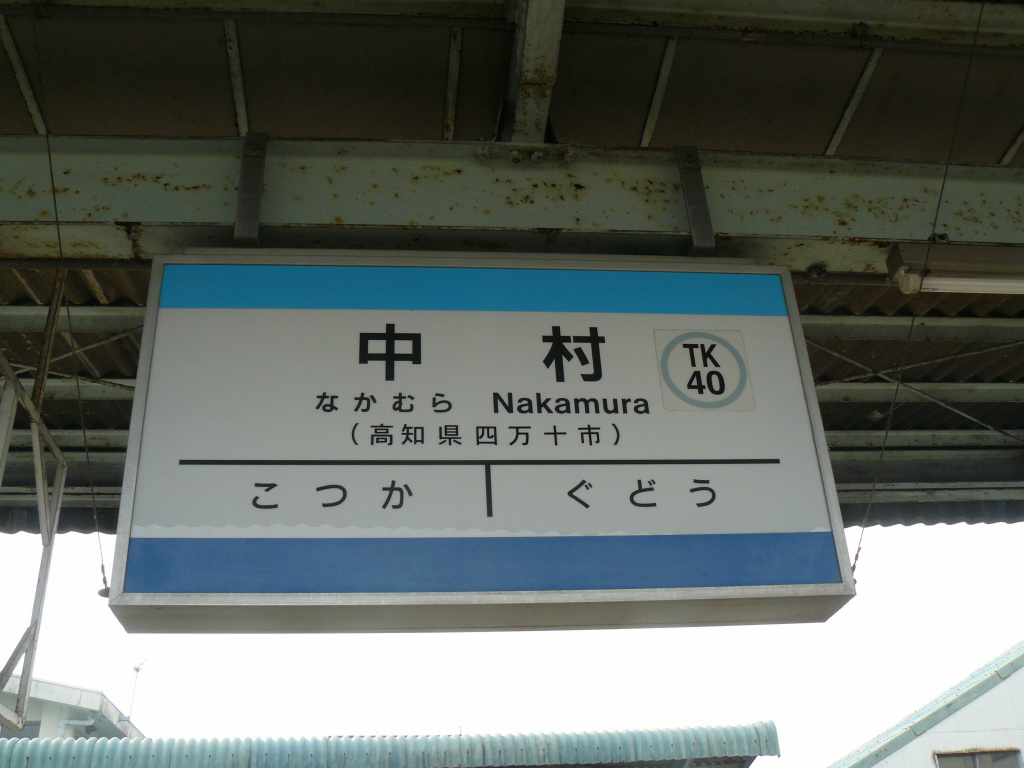 中村
TK
40
なかむら Nakamura
(高知県四万十市)
こつか ぐどう